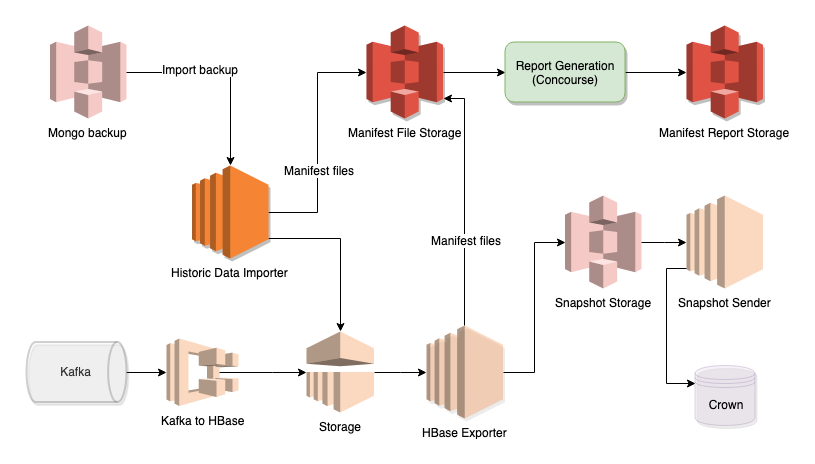 Import backup
Mongo backup
Manifest File Storage
Report Generation
(Concourse)
Manifest Report Storage
Manifest files
Manifest files
Historic Data Importer
Snapshot Storage
Snapshot Sender
Kafka
Kafka to HBase
Storage
HBase Exporter
Crown